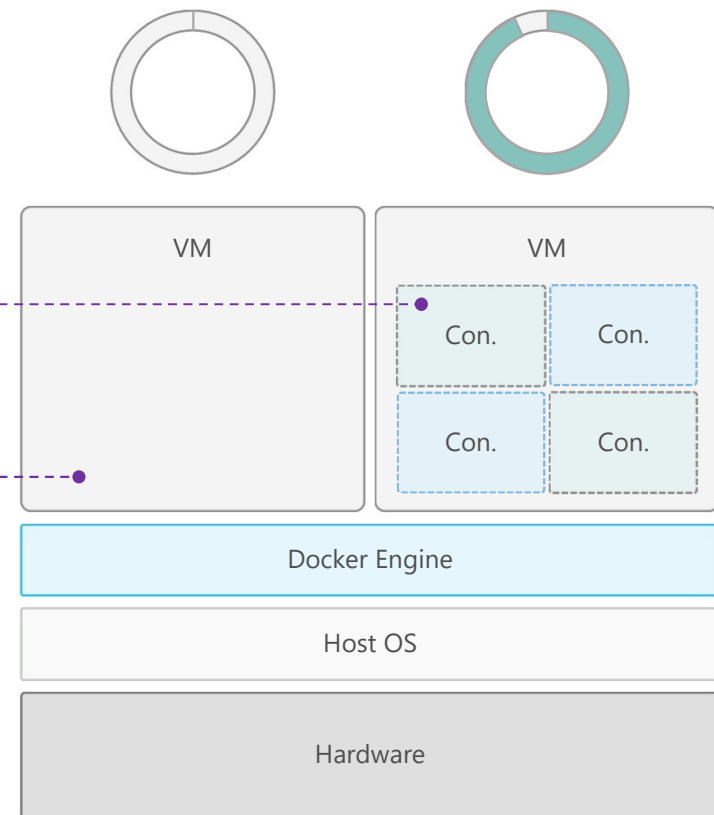 VM
VM
Con.
Con.
Con.
Con.
Docker Engine
Host OS
Hardware